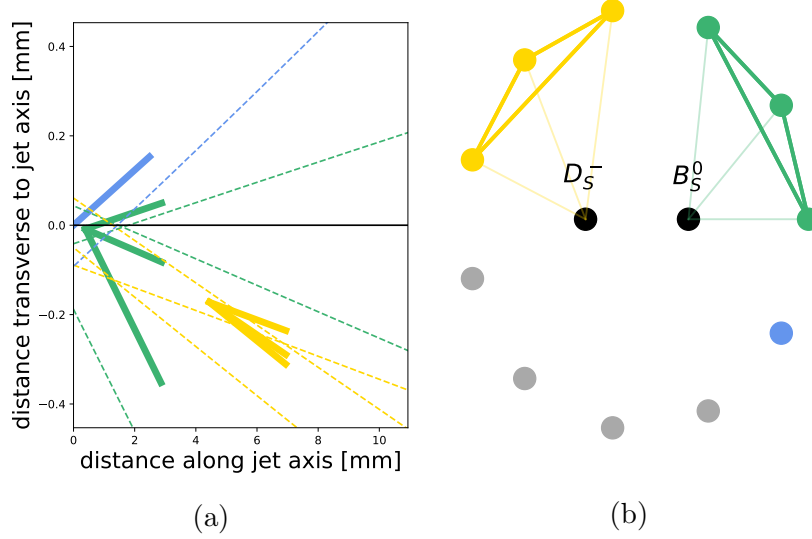 0.4
0.2
0.0
−0.2
−0.4
0 2 4 6 8 10
distance transverse to jet axis [mm]
distance along jet axis [mm]
(a)
D_S^− B_S^0
(b)